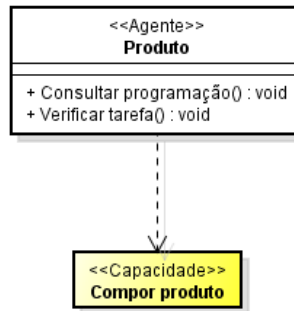 <<Agente>>
Produto
+ Consultar programação() : void
+ Verificar tarefa() : void
<<Capacidade>>
Compor produto